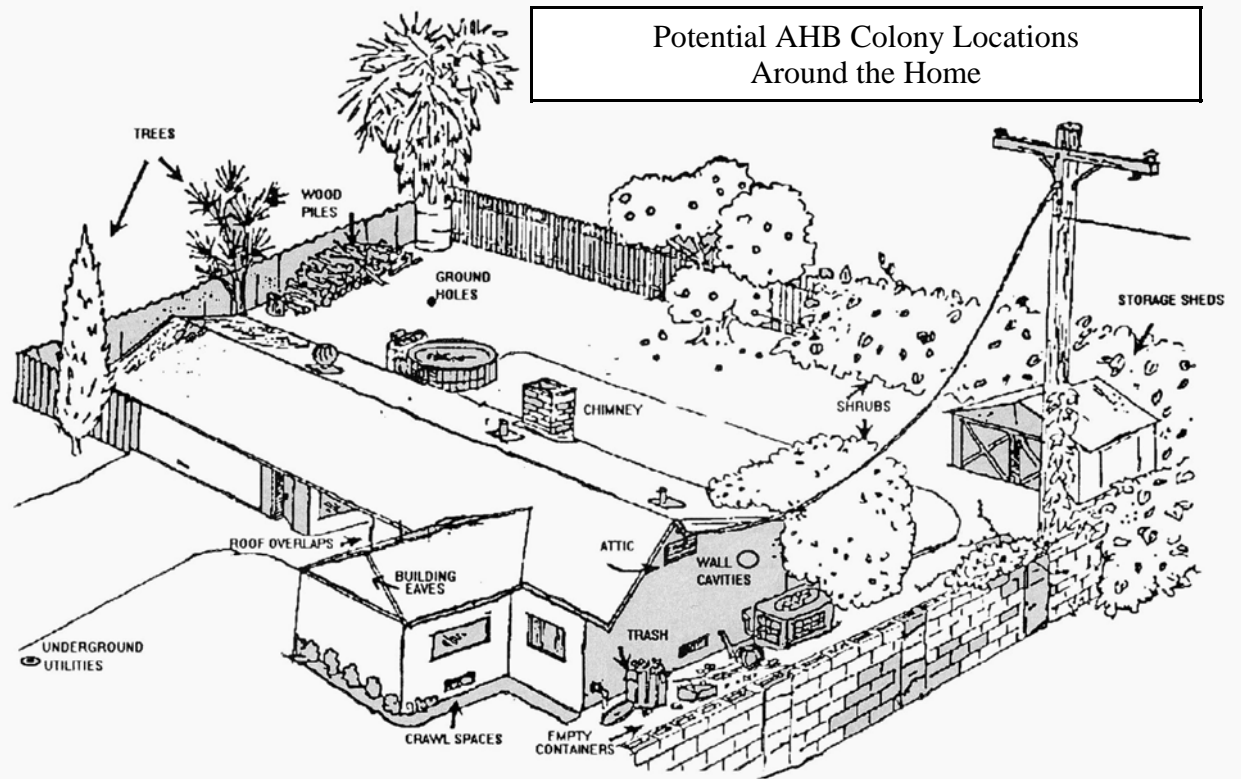 Potential AHB Colony Locations
Around the Home
TREES
WOOD
PILES
GROUND
HOLES
STORAGE SHEDS
CHIMNEY
SHRUBS
ROOF OVERLAPS
ATTIC
WALL
CAVITIES
BUILDING
EAVES
TRASH
UNDERGROUND
UTILITIES
CRAWL SPACES
EMPTY
CONTAINERS